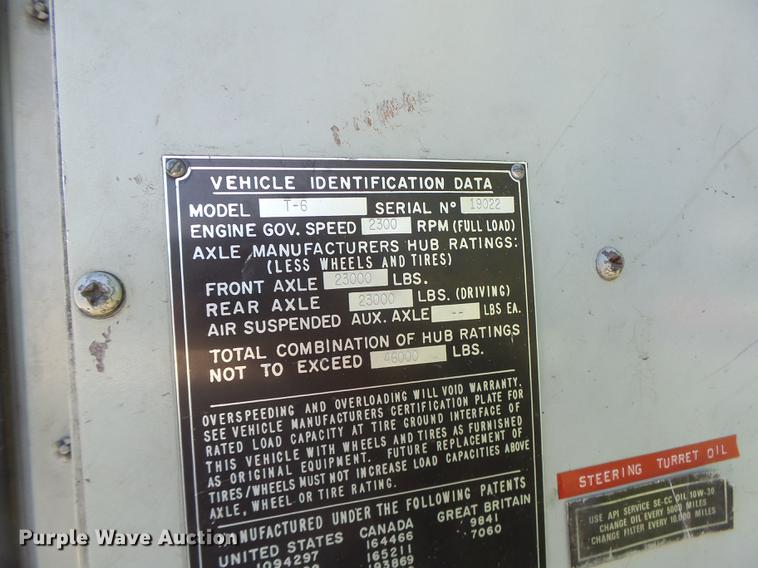 VEHICLE IDENTIFICATION DATA
MODEL T-6 SERIAL Nº 19022
ENGINE GOV. SPEED 2300 RPM (FULL LOAD)
AXLE MANUFACTURERS HUB RATINGS:
(LESS WHEELS AND TIRES)
FRONT AXLE 23000 LBS.
REAR AXLE 23000 LBS. (DRIVING)
AIR SUSPENDED AUX. AXLE -- LBS EA.
TOTAL COMBINATION OF HUB RATINGS
NOT TO EXCEED 46000 LBS.
OVERSPEEDING AND OVERLOADING WILL VOID WARRANTY.
SEE VEHICLE MANUFACTURERS CERTIFICATION PLATE FOR
RATED LOAD CAPACITY AT TIRE GROUND INTERFACE OF
THIS VEHICLE WITH WHEELS AND TIRES AS FURNISHED
AS ORIGINAL EQUIPMENT. FUTURE REPLACEMENT OF
TIRES/WHEELS MUST NOT INCREASE LOAD CAPACITIES ABOVE
AXLE, WHEEL OR TIRE RATING.
MANUFACTURED UNDER THE FOLLOWING PATENTS
UNITED STATES CANADA GREAT BRITAIN
1094297 164466 9841
165211 7060
193869
STEERING TURRET OIL
USE API SERVICE SE-CC OIL 10W-30
CHANGE OIL EVERY 5000 MILES
CHANGE FILTER EVERY 10,000 MILES
Purple Wave Auction